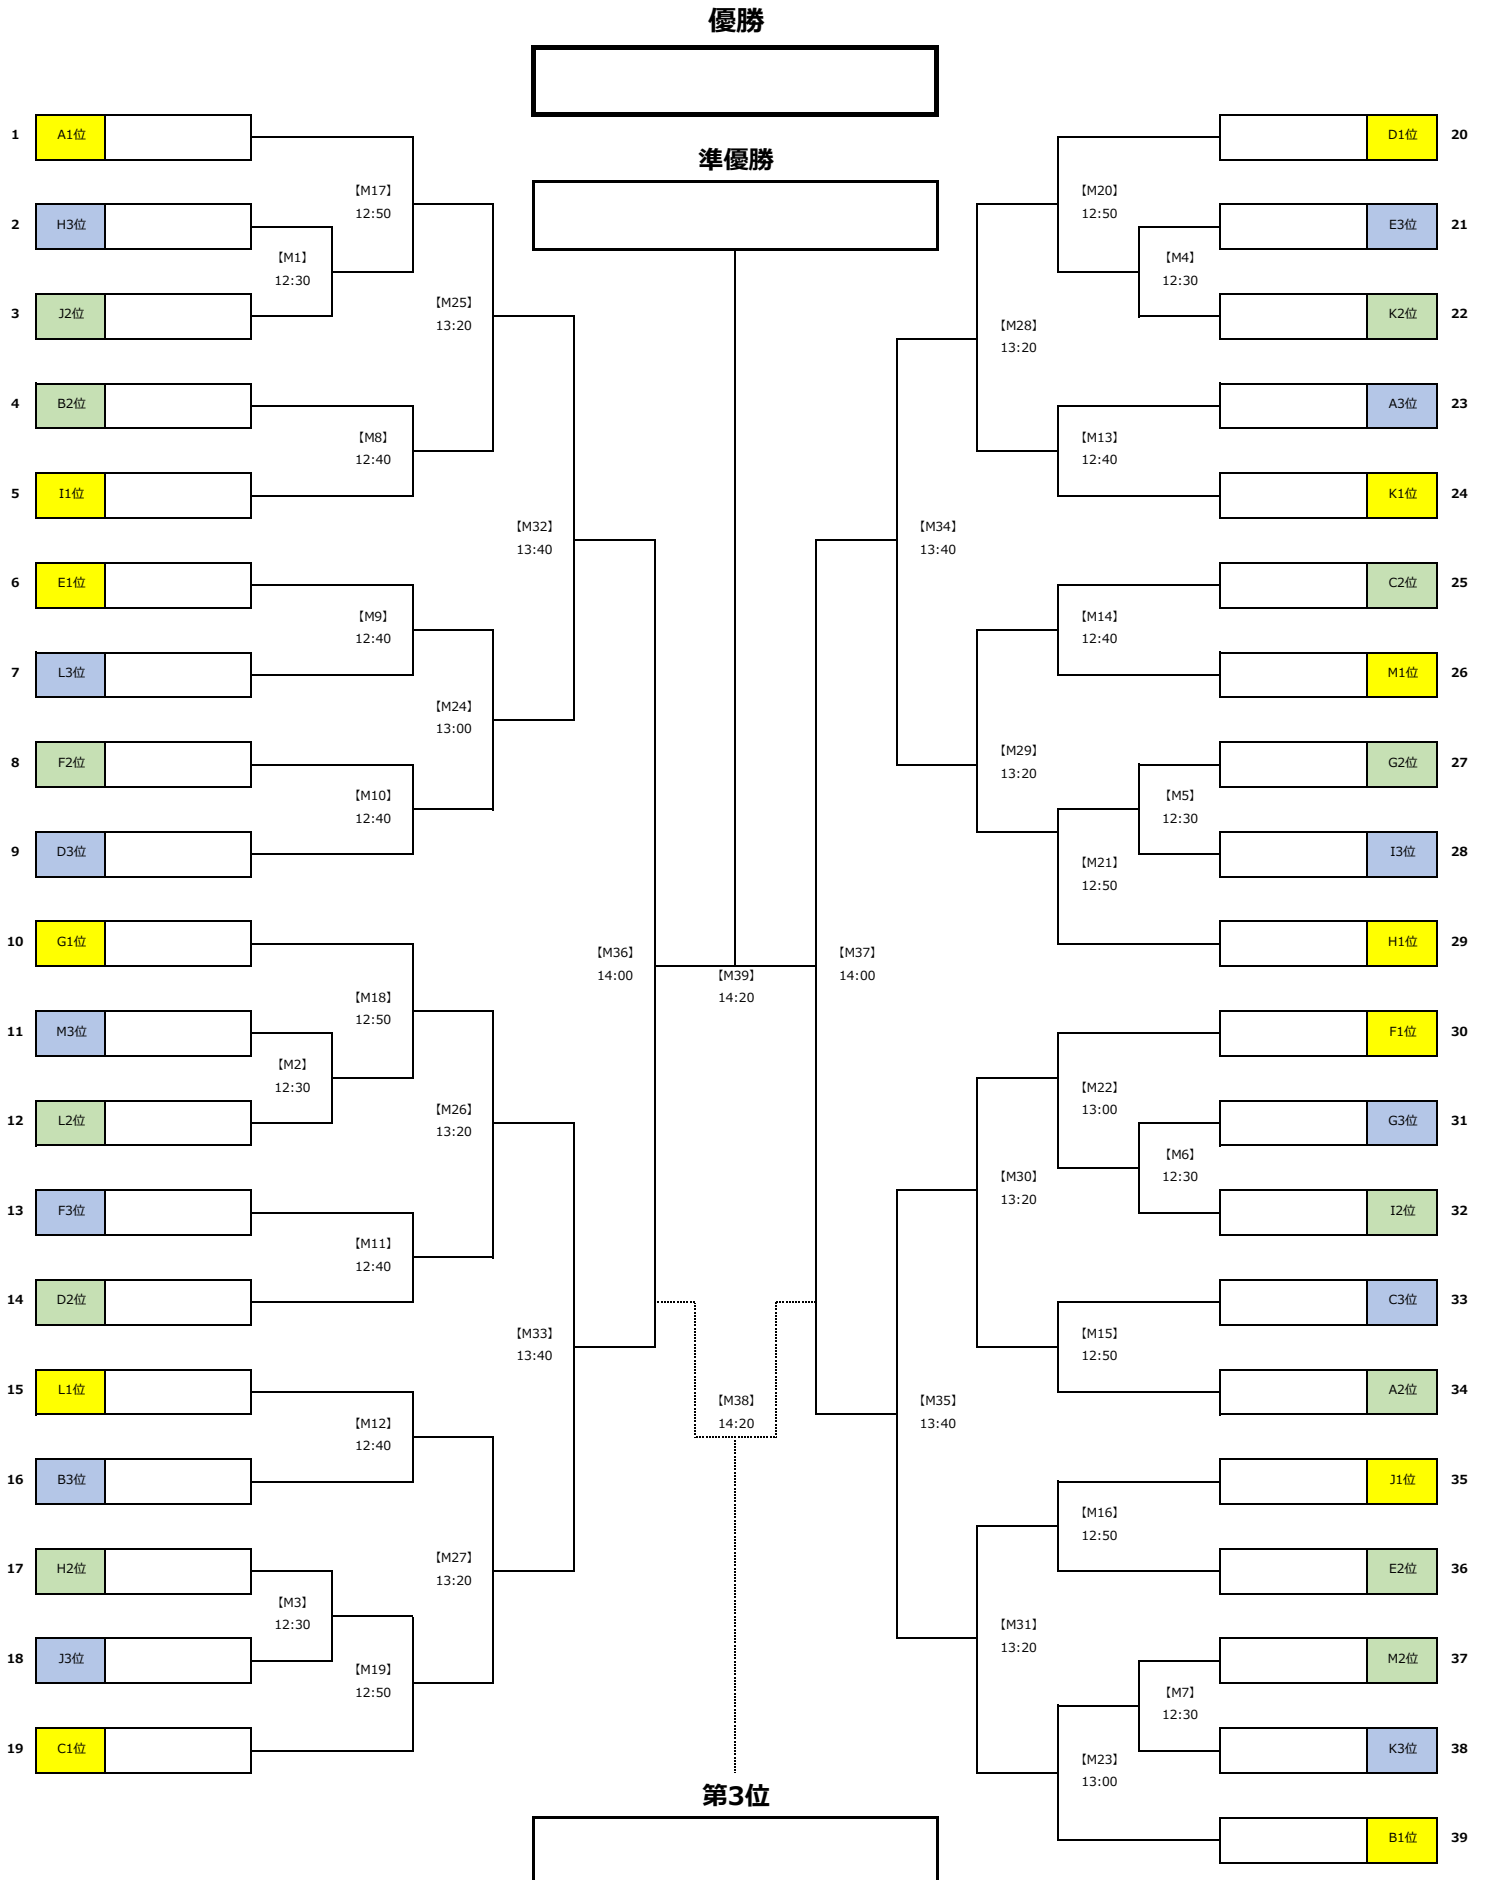 優勝
1 A1位
D1位 20
準優勝
【M17】
12:50
【M20】
12:50
2 H3位
E3位 21
【M1】
12:30
【M4】
12:30
3 J2位
K2位 22
【M25】
13:20
【M28】
13:20
4 B2位
A3位 23
【M8】
12:40
【M13】
12:40
5 I1位
K1位 24
【M32】
13:40
【M34】
13:40
6 E1位
C2位 25
【M9】
12:40
【M14】
12:40
7 L3位
M1位 26
【M24】
13:00
【M29】
13:20
8 F2位
G2位 27
【M10】
12:40
【M5】
12:30
9 D3位
I3位 28
【M21】
12:50
10 G1位
H1位 29
【M36】
14:00
【M39】
14:20
【M37】
14:00
【M18】
12:50
11 M3位
F1位 30
【M2】
12:30
【M22】
13:00
12 L2位
G3位 31
【M26】
13:20
【M6】
12:30
【M30】
13:20
13 F3位
I2位 32
【M11】
12:40
14 D2位
C3位 33
【M33】
13:40
【M15】
12:50
15 L1位
A2位 34
【M12】
12:40
【M38】
14:20
【M35】
13:40
16 B3位
J1位 35
【M16】
12:50
17 H2位
E2位 36
【M27】
13:20
【M3】
12:30
【M31】
13:20
18 J3位
M2位 37
【M19】
12:50
【M7】
12:30
19 C1位
K3位 38
【M23】
13:00
第3位
B1位 39